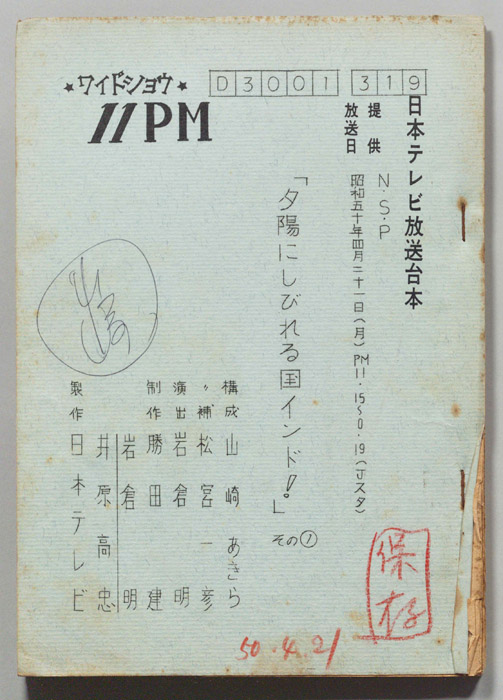 ★ワイドショウ★
11PM
D3001 319
日本テレビ放送台本
提供 N・S・P
放送日 昭和五十年四月二十一日(月)PM11・15〜0・19(Jスタ)
「夕陽にしびれる国インド!」その①
構成 山崎あきら
〃補 松宮一彦
演出 岩倉明
制作 勝田建
岩倉明
井原高忠
製作 日本テレビ
保存
50.4.21